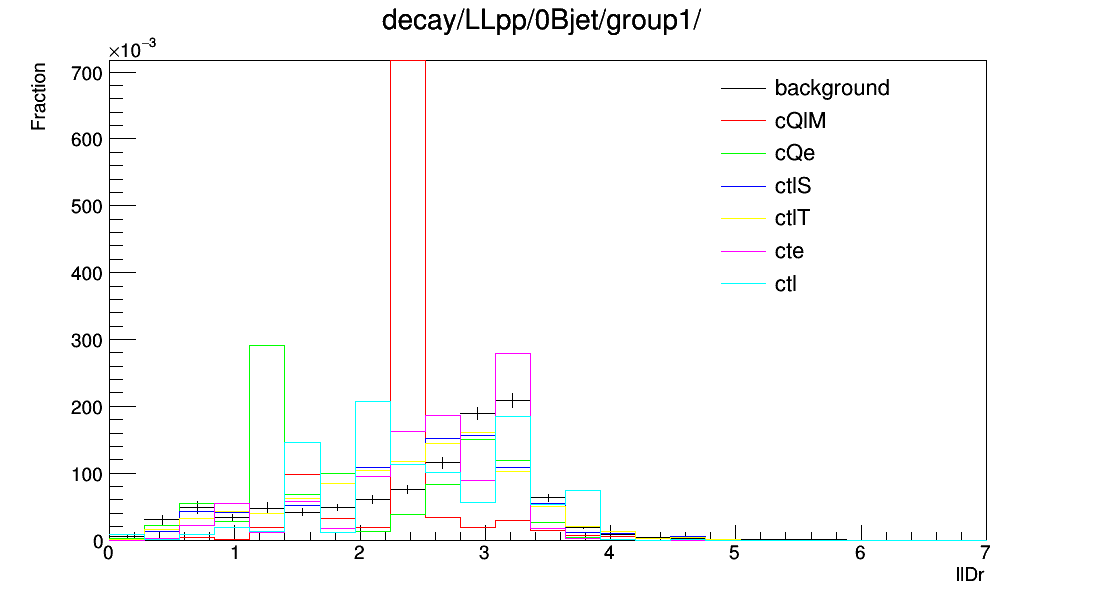 decay/LLpp/0Bjet/group1/
×10⁻³
Fraction
700
600
500
400
300
200
100
0
background
cQlM
cQe
ctlS
ctlT
cte
ctl
0 1 2 3 4 5 6 7
llDr